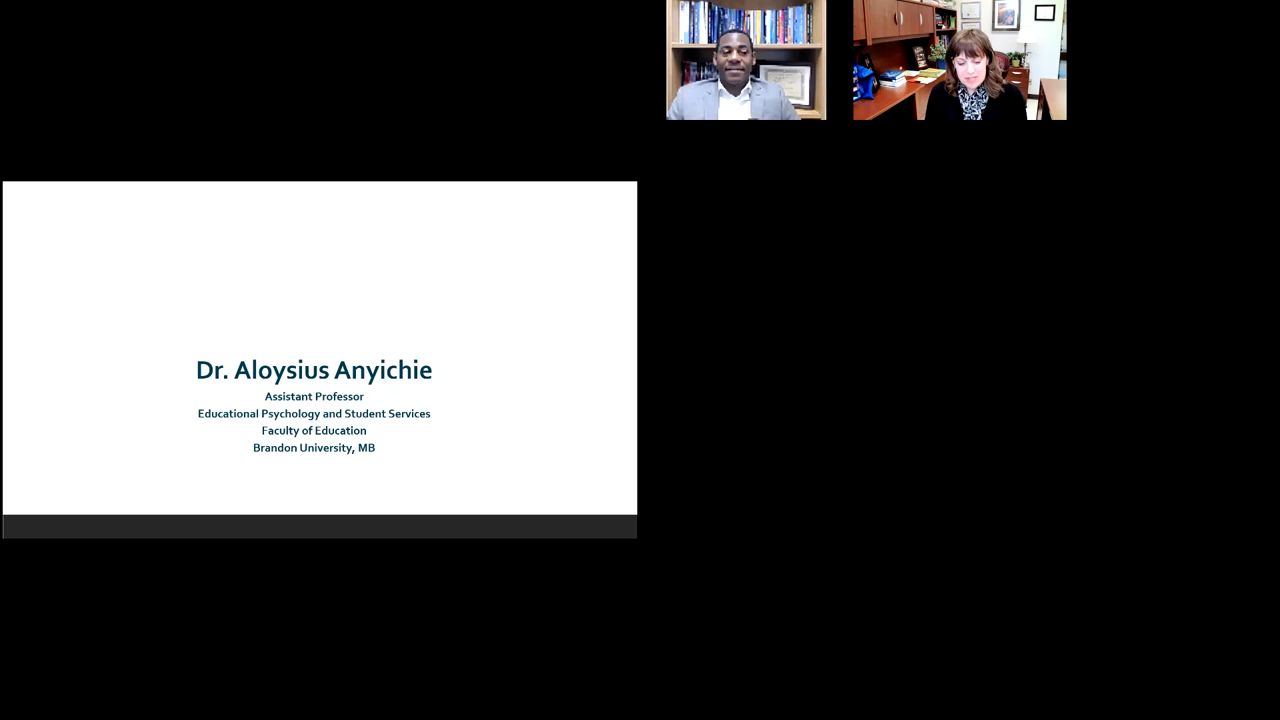 Dr. Aloysius Anyichie
Assistant Professor
Educational Psychology and Student Services
Faculty of Education
Brandon University, MB